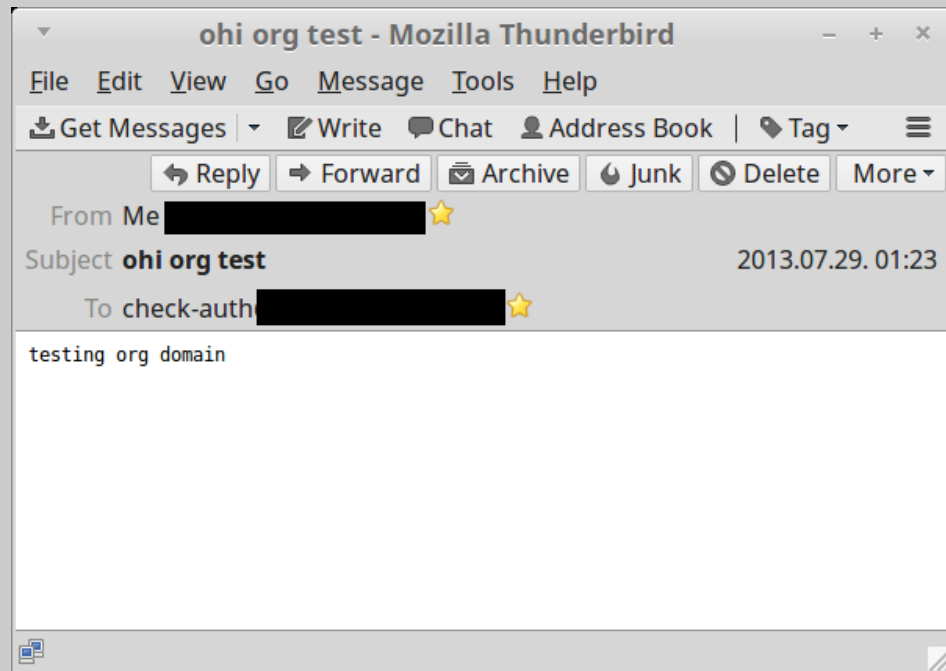 ohi org test - Mozilla Thunderbird
File Edit View Go Message Tools Help
Get Messages Write Chat Address Book Tag
Reply Forward Archive Junk Delete More
From Me
Subject ohi org test 2013.07.29. 01:23
To check-auth
testing org domain